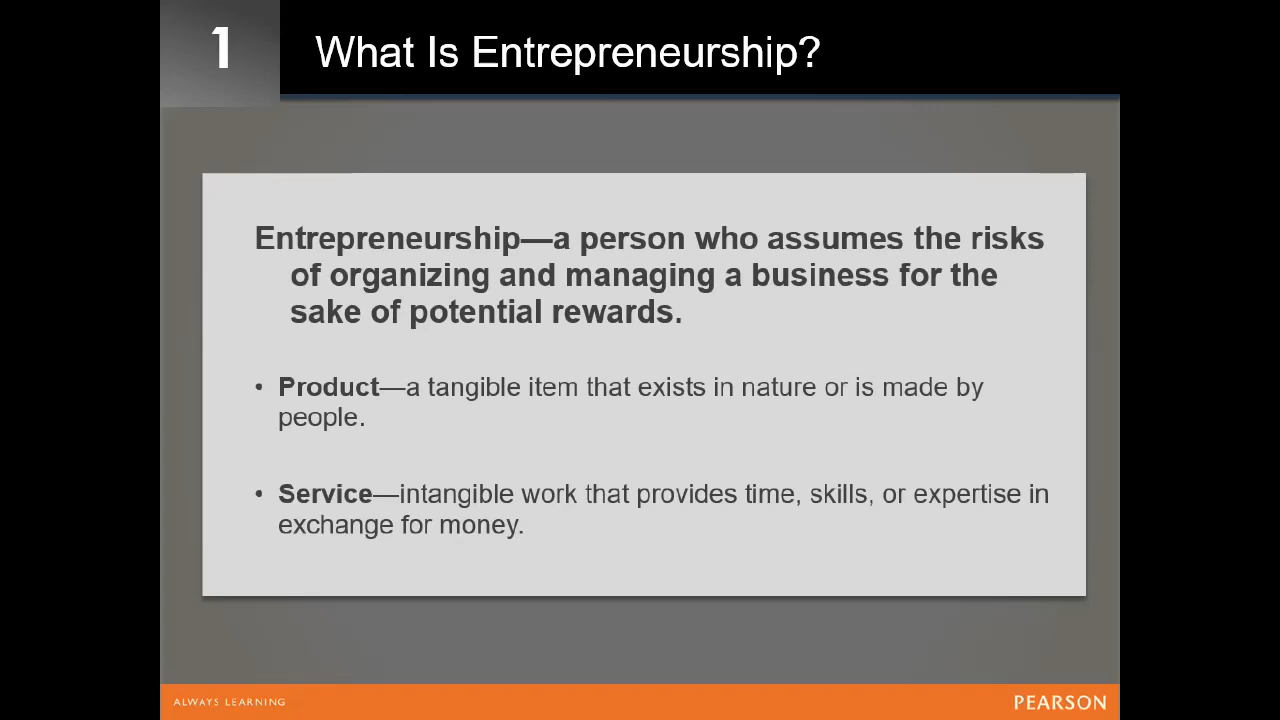 1
What Is Entrepreneurship?
Entrepreneurship—a person who assumes the risks
of organizing and managing a business for the
sake of potential rewards.
• Product—a tangible item that exists in nature or is made by
people.
• Service—intangible work that provides time, skills, or expertise in
exchange for money.
ALWAYS LEARNING
PEARSON